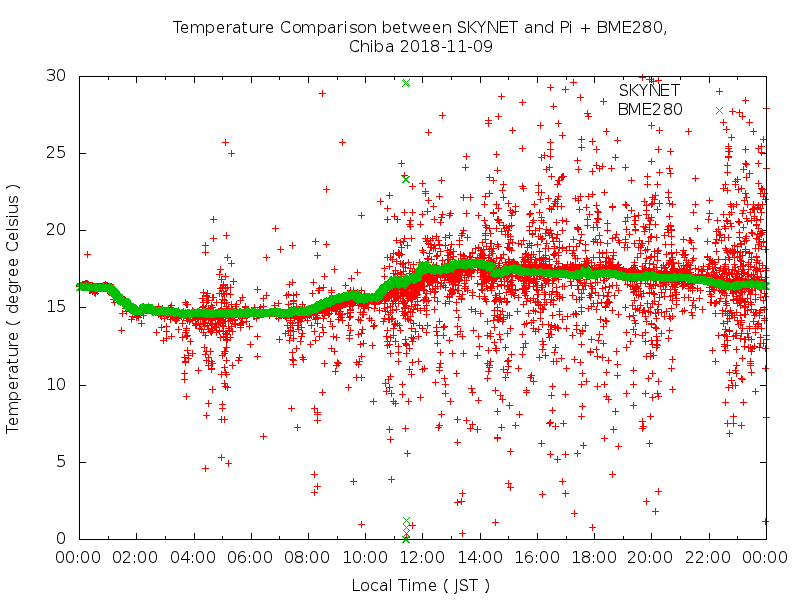 Temperature Comparison between SKYNET and Pi + BME280,
Chiba 2018-11-09
SKYNET
BME280
30
25
20
15
10
5
0
Temperature ( degree Celsius )
00:00 02:00 04:00 06:00 08:00 10:00 12:00 14:00 16:00 18:00 20:00 22:00 00:00
Local Time ( JST )